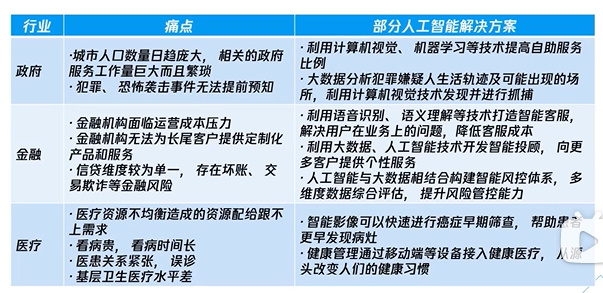 行业
痛点
部分人工智能解决方案
政府
·城市人口数量日趋庞大， 相关的政府
服务工作量巨大而且繁琐
· 犯罪、 恐怖袭击事件无法提前预知
· 利用计算机视觉、 机器学习等技术提高自助服务
比例
· 大数据分析犯罪嫌疑人生活轨迹及可能出现的场
所， 利用计算机视觉技术发现并进行抓捕
金融
· 金融机构面临运营成本压力
· 金融机构无法为长尾客户提供定制化
产品和服务
· 信贷维度较为单一， 存在坏账、 交
易欺诈等金融风险
· 利用语音识别、 语义理解等技术打造智能客服，
解决用户在业务上的问题， 降低客服成本
· 利用大数据、 人工智能技术开发智能投顾， 向更
多客户提供个性服务
· 人工智能与大数据相结合构建智能风控体系， 多
维度数据综合评估， 提升风险管控能力
医疗
· 医疗资源不均衡造成的资源配给跟不
上需求
· 看病贵， 看病时间长
· 医患关系紧张， 误诊
· 基层卫生医疗水平差
· 智能影像可以快速进行癌症早期筛查， 帮助患者
更早发现病灶
· 健康管理通过移动端等设备接入健康医疗， 从源
头改变人们的健康习惯